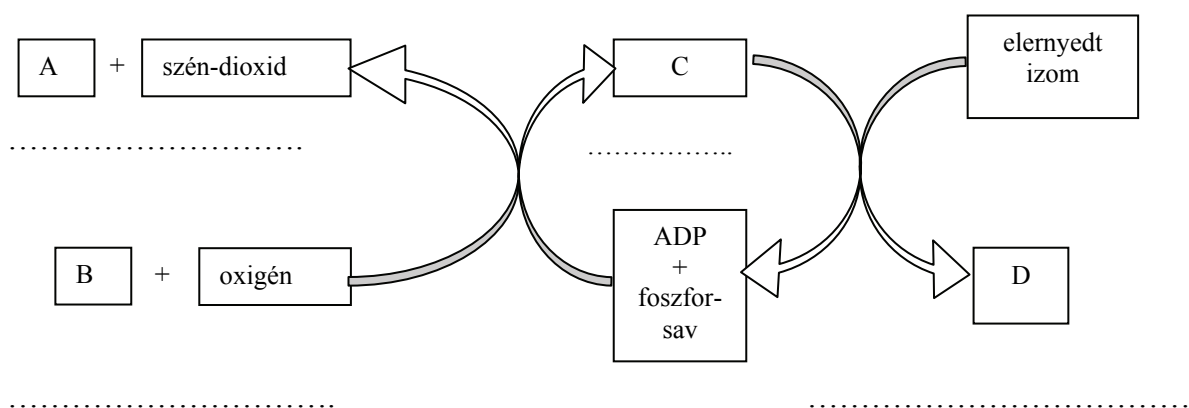 A + szén-dioxid
C
elernyedt
izom
B + oxigén
ADP
+
foszfor-
sav
D